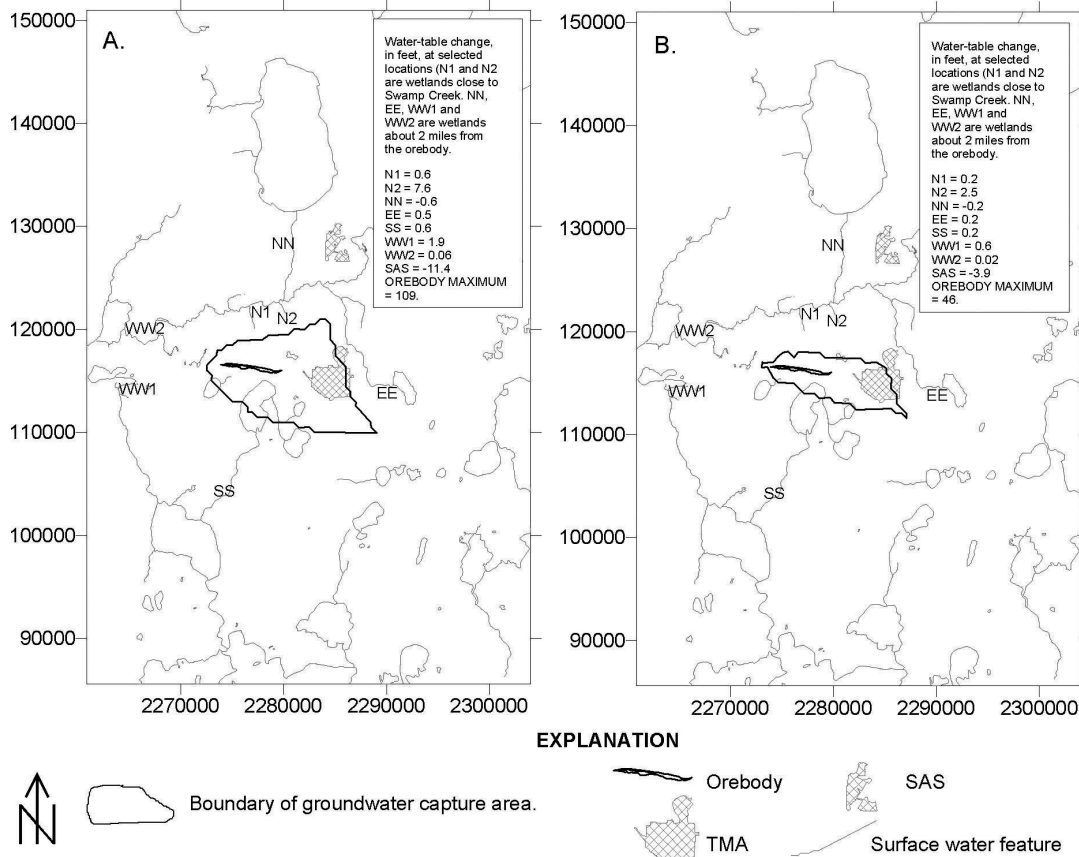 A.
Water-table change,
in feet, at selected
locations (N1 and N2
are wetlands close to
Swamp Creek. NN,
EE, WW1 and
WW2 are wetlands
about 2 miles from
the orebody.
N1 = 0.6
N2 = 7.6
NN = -0.6
EE = 0.5
SS = 0.6
WW1 = 1.9
WW2 = 0.06
SAS = -11.4
OREBODY MAXIMUM
= 109.
150000
140000
130000
120000
110000
100000
90000
NN
N1
N2
WW2
WW1
EE
SS
2270000
2280000
2290000
2300000
B.
Water-table change,
in feet, at selected
locations (N1 and N2
are wetlands close to
Swamp Creek. NN,
EE, WW1 and
WW2 are wetlands
about 2 miles from
the orebody.
N1 = 0.2
N2 = 2.5
NN = -0.2
EE = 0.2
SS = 0.2
WW1 = 0.6
WW2 = 0.02
SAS = -3.9
OREBODY MAXIMUM
= 46.
150000
140000
130000
120000
110000
100000
90000
NN
N1
N2
WW2
WW1
EE
SS
2270000
2280000
2290000
2300000
EXPLANATION
N
Boundary of groundwater capture area.
Orebody
SAS
TMA
Surface water feature